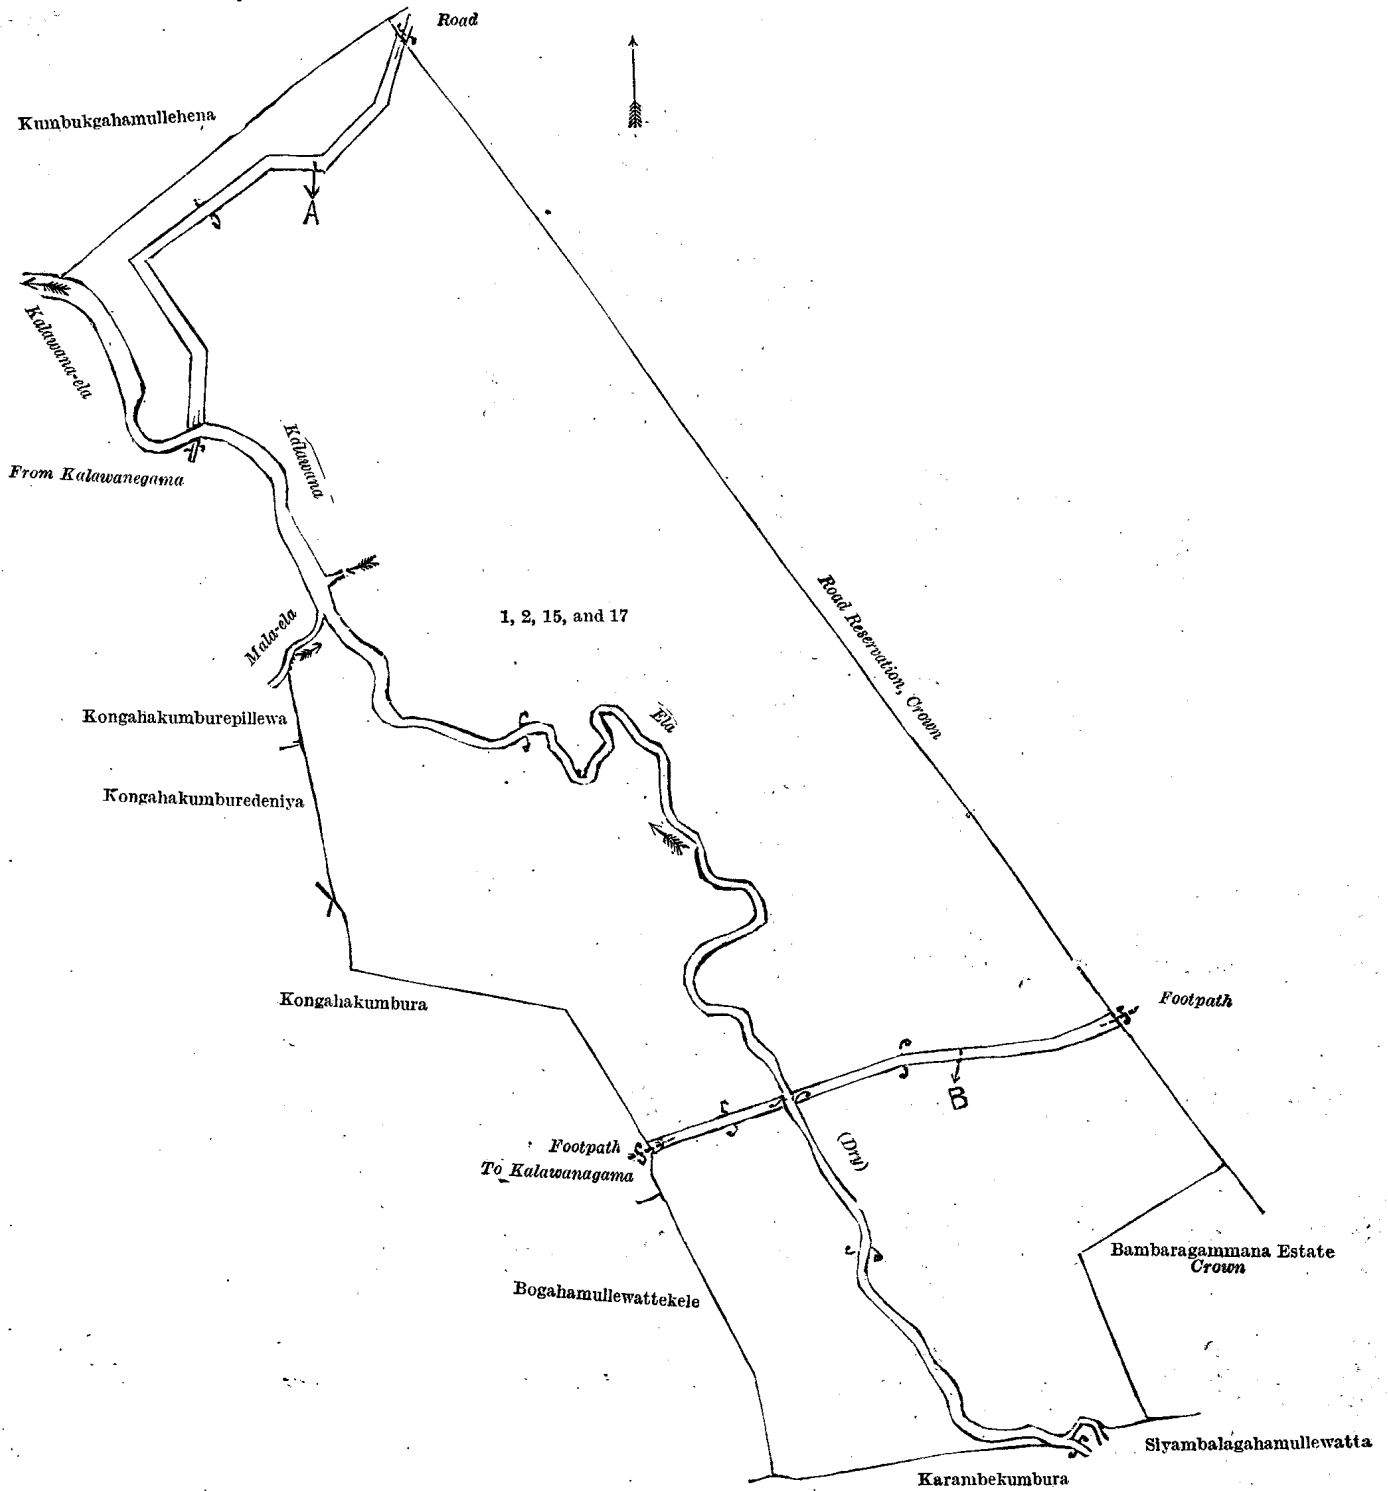 Road
Kumbukgahamullehena
A
Kalawana-ela
From Kalawanegama
Kalawana
1, 2, 15, and 17
Road Reservation, Crown
Mala-ela
Kongahakumburepillewa
Ela
Kongahakumburedeniya
Kongahakumbura
Footpath
B
Footpath
To Kalawanagama
(Dry)
Bambaragammana Estate
Crown
Bogahamullewattekele
Siyambalagahamullewatta
Karambekumbura